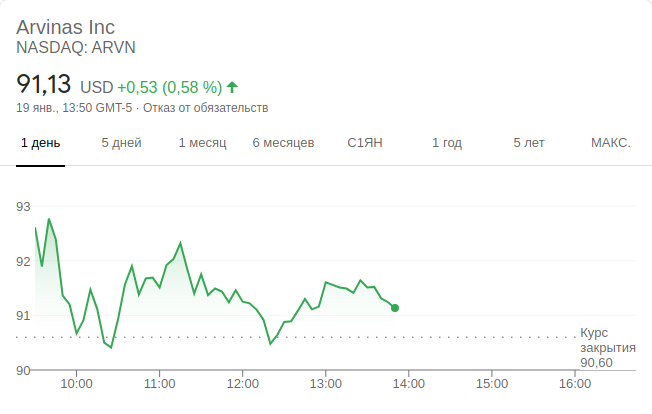 Arvinas Inc
NASDAQ: ARVN
91,13 USD +0,53 (0,58 %)
19 янв., 13:50 GMT-5 · Отказ от обязательств
1 день 5 дней 1 месяц 6 месяцев С1ЯН 1 год 5 лет МАКС.
93
92
91
90
Курс
закрытия
90,60
10:00 11:00 12:00 13:00 14:00 15:00 16:00